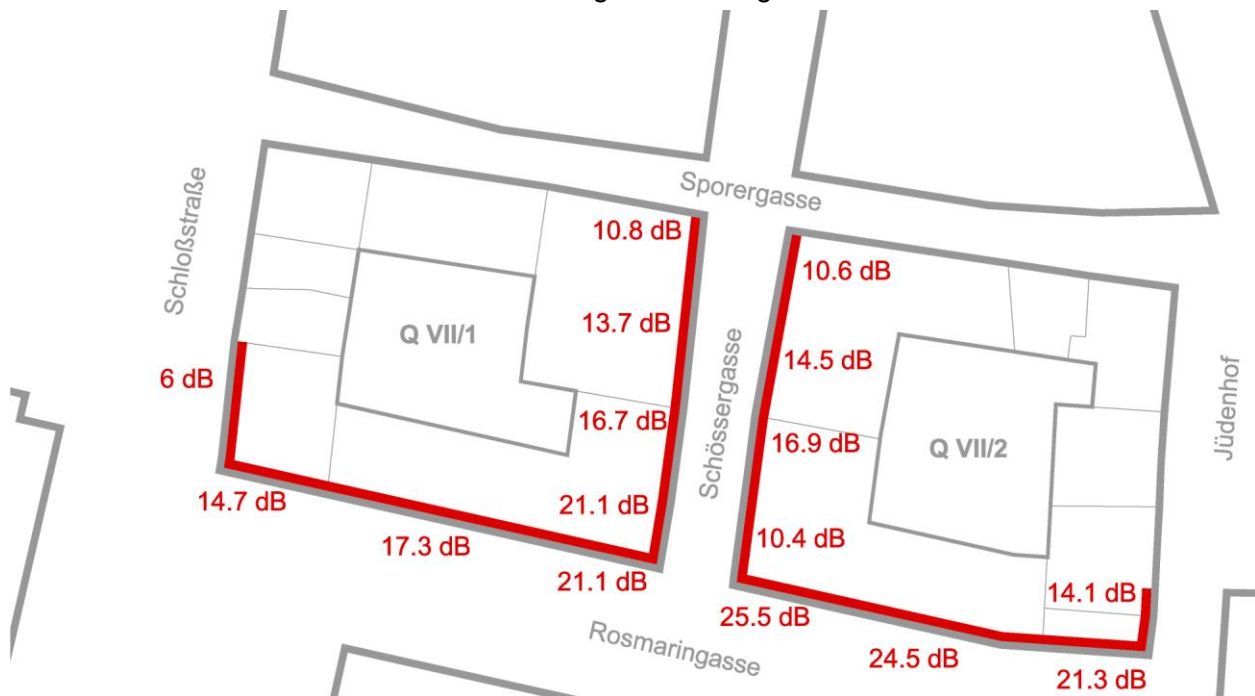 Sporergasse
Schloßstraße
10.8 dB
10.6 dB
13.7 dB
Q VII/1
14.5 dB
6 dB
Schössergasse
Jüdenhof
16.7 dB
16.9 dB
Q VII/2
14.7 dB
21.1 dB
10.4 dB
17.3 dB
21.1 dB
14.1 dB
25.5 dB
Rosmaringasse
24.5 dB
21.3 dB